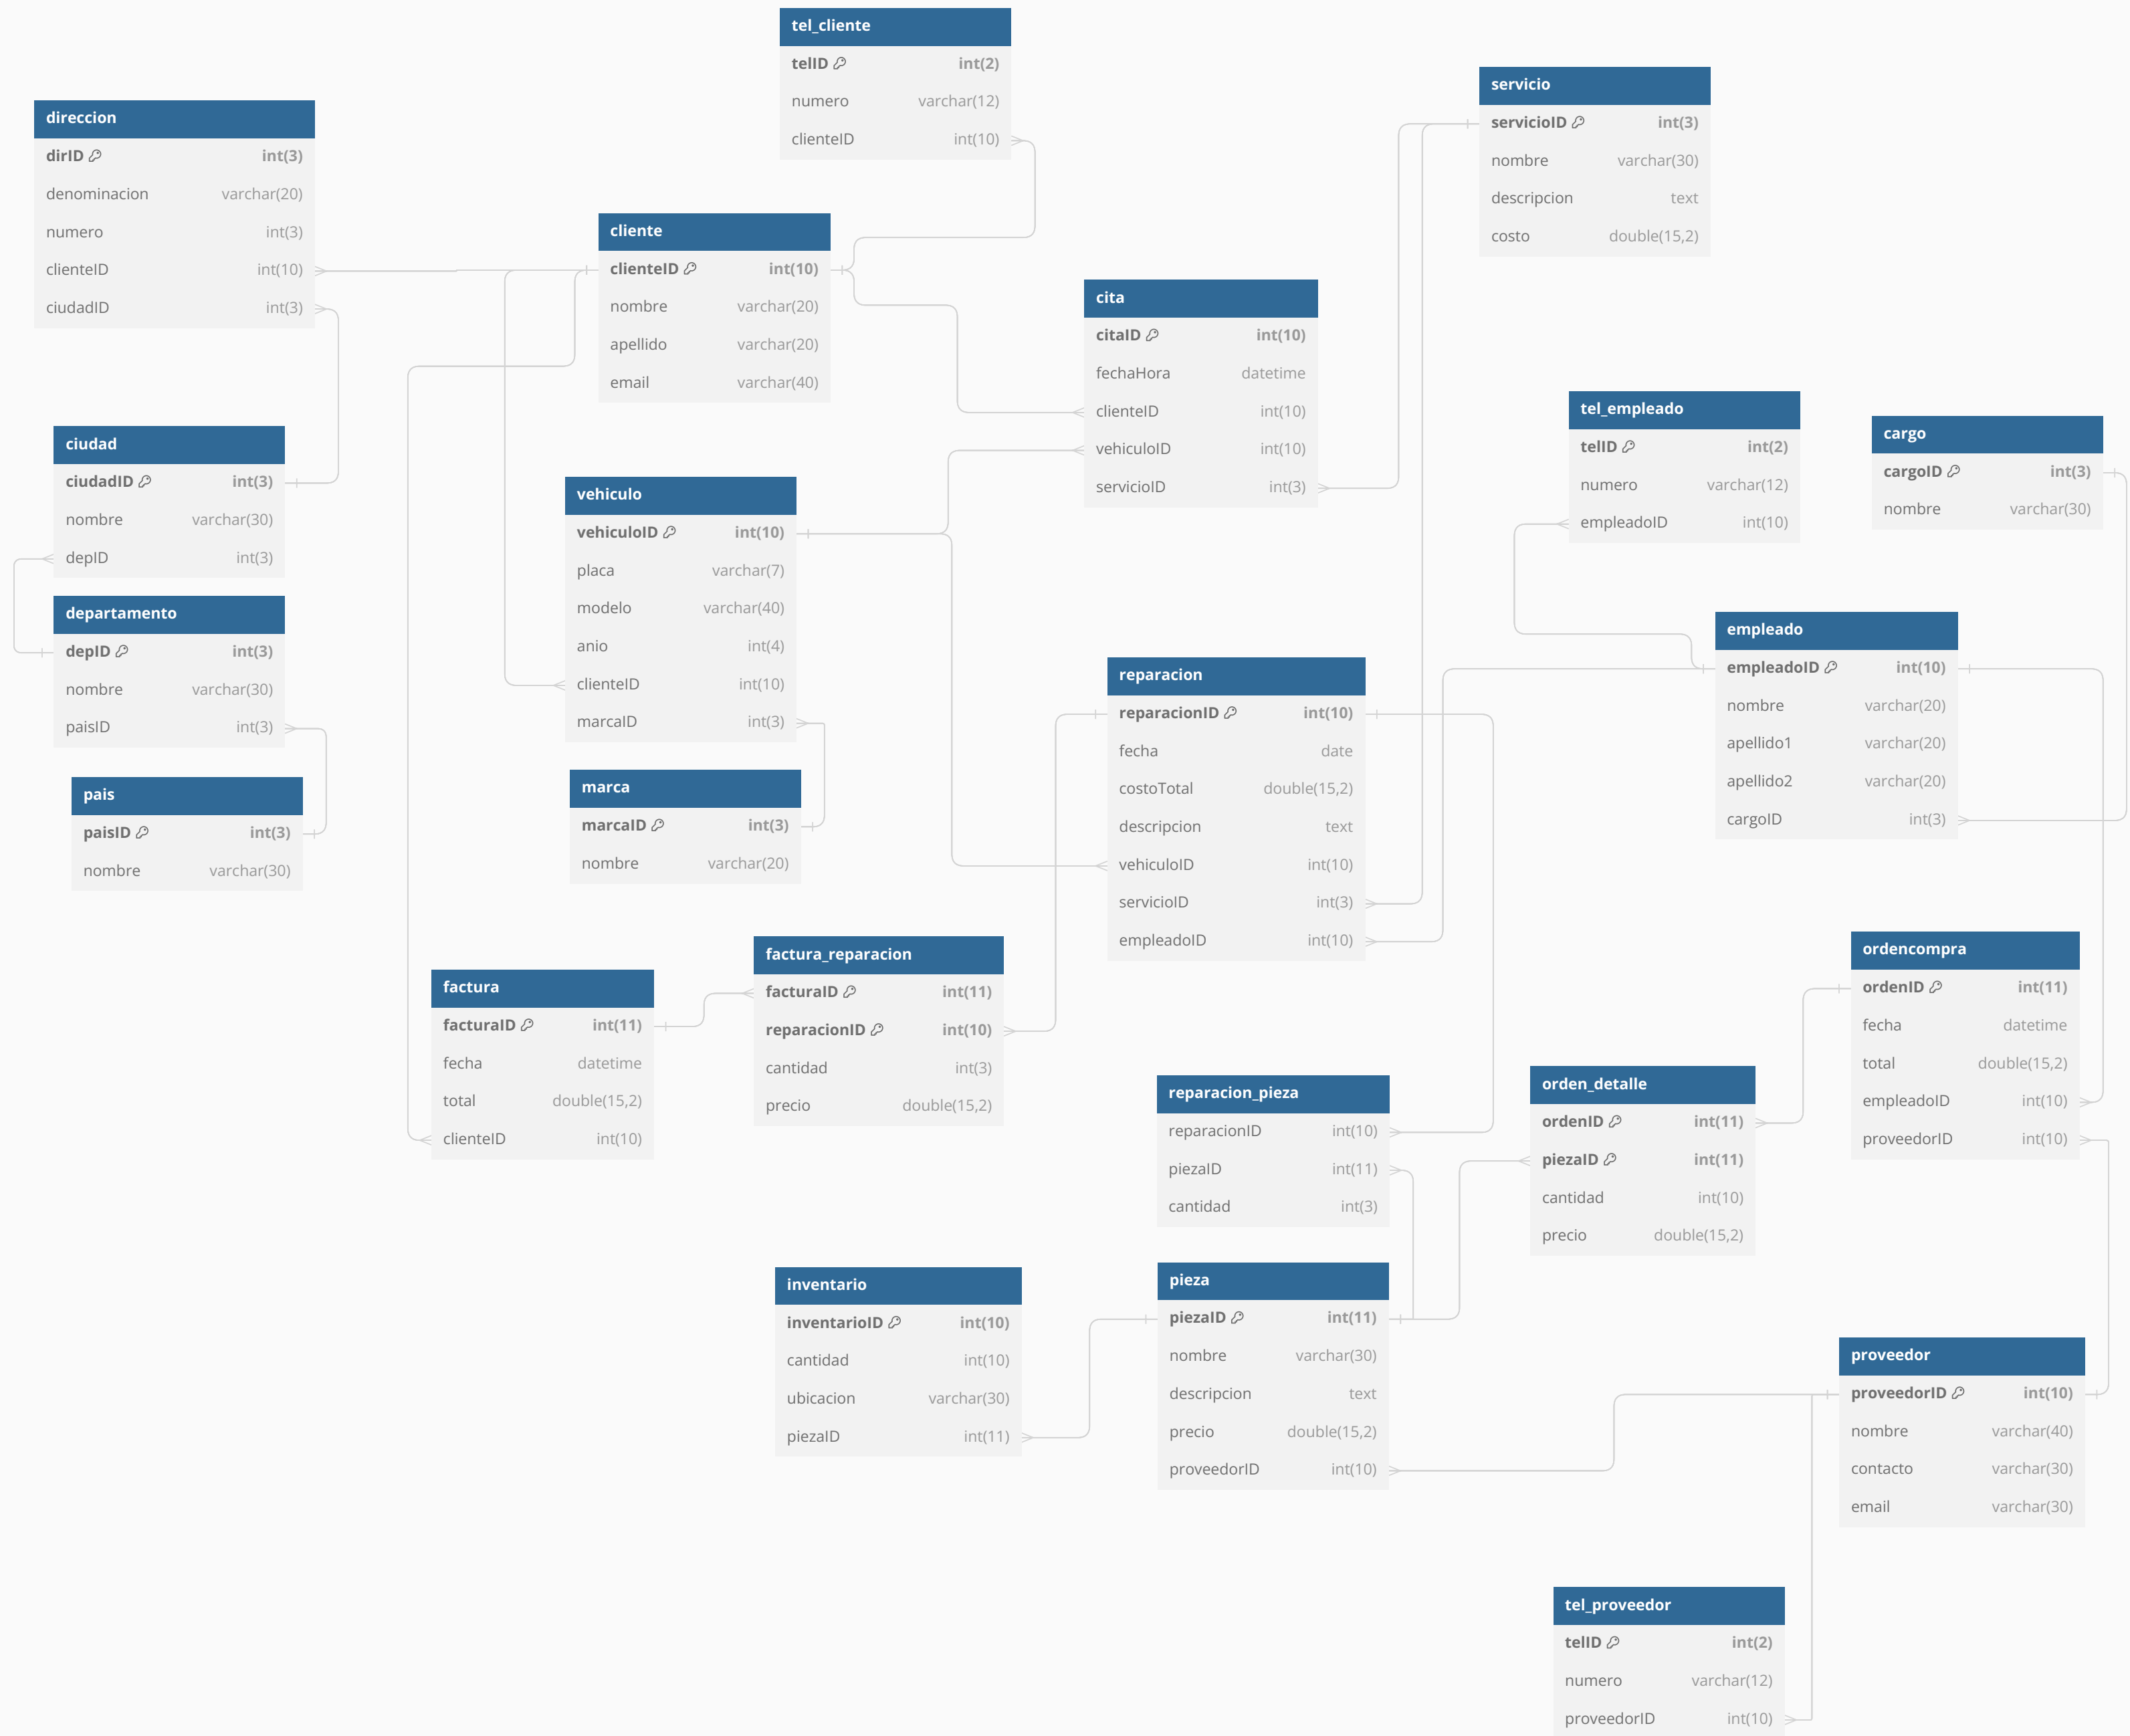 tel_cliente
telID int(2)
numero varchar(12)
clienteID int(10)
servicio
servicioID int(3)
nombre varchar(30)
descripcion text
costo double(15,2)
direccion
dirID int(3)
denominacion varchar(20)
numero int(3)
clienteID int(10)
ciudadID int(3)
cliente
clienteID int(10)
nombre varchar(20)
apellido varchar(20)
email varchar(40)
cita
citaID int(10)
fechaHora datetime
clienteID int(10)
vehiculoID int(10)
servicioID int(3)
tel_empleado
telID int(2)
numero varchar(12)
empleadoID int(10)
cargo
cargoID int(3)
nombre varchar(30)
ciudad
ciudadID int(3)
nombre varchar(30)
depID int(3)
vehiculo
vehiculoID int(10)
placa varchar(7)
modelo varchar(40)
anio int(4)
clienteID int(10)
marcaID int(3)
departamento
depID int(3)
nombre varchar(30)
paisID int(3)
empleado
empleadoID int(10)
nombre varchar(20)
apellido1 varchar(20)
apellido2 varchar(20)
cargoID int(3)
reparacion
reparacionID int(10)
fecha date
costoTotal double(15,2)
descripcion text
vehiculoID int(10)
servicioID int(3)
empleadoID int(10)
pais
paisID int(3)
nombre varchar(30)
marca
marcaID int(3)
nombre varchar(20)
factura_reparacion
facturaID int(11)
reparacionID int(10)
cantidad int(3)
precio double(15,2)
factura
facturaID int(11)
fecha datetime
total double(15,2)
clienteID int(10)
ordencompra
ordenID int(11)
fecha datetime
total double(15,2)
empleadoID int(10)
proveedorID int(10)
reparacion_pieza
reparacionID int(10)
piezaID int(11)
cantidad int(3)
orden_detalle
ordenID int(11)
piezaID int(11)
cantidad int(10)
precio double(15,2)
inventario
inventarioID int(10)
cantidad int(10)
ubicacion varchar(30)
piezaID int(11)
pieza
piezaID int(11)
nombre varchar(30)
descripcion text
precio double(15,2)
proveedorID int(10)
proveedor
proveedorID int(10)
nombre varchar(40)
contacto varchar(30)
email varchar(30)
tel_proveedor
telID int(2)
numero varchar(12)
proveedorID int(10)